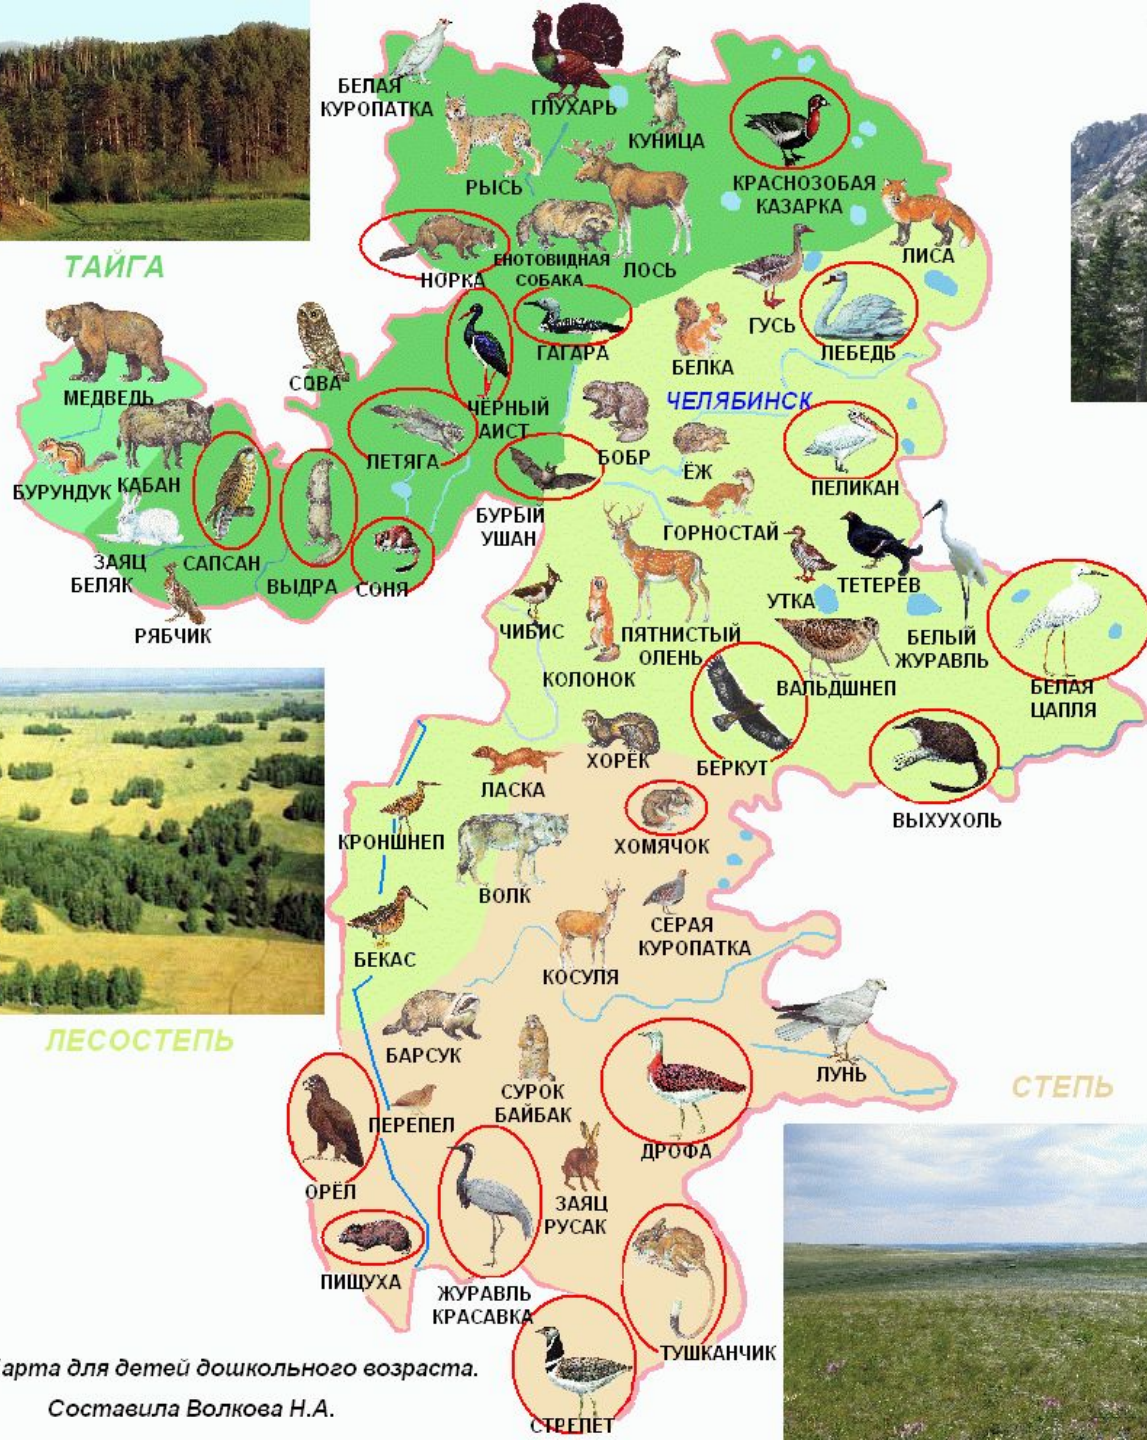 БЕЛАЯ
КУРОПАТКА
ГЛУХАРЬ
КУНИЦА
РЫСЬ
КРАСНОЗОБАЯ
КАЗАРКА
ЛИСА
ТАЙГА
НОРКА
ЕНОТОВИДНАЯ
СОБАКА
ЛОСЬ
ГУСЬ
ЛЕБЕДЬ
ГАГАРА
БЕЛКА
МЕДВЕДЬ
СОВА
ЧЁРНЫЙ
АИСТ
ЧЕЛЯБИНСК
ЛЕТЯГА
БОБР
ЁЖ
ПЕЛИКАН
БУРУНДУК
КАБАН
БУРЫЙ
УШАН
ГОРНОСТАЙ
ЗАЯЦ
БЕЛЯК
САПСАН
ВЫДРА
СОНЯ
ТЕТЕРЕВ
УТКА
РЯБЧИК
ЧИБИС
ПЯТНИСТЫЙ
ОЛЕНЬ
БЕЛЫЙ
ЖУРАВЛЬ
КОЛОНОК
ВАЛЬДШНЕП
БЕЛАЯ
ЦАПЛЯ
ХОРЁК
БЕРКУТ
ЛАСКА
ВЫХУХОЛЬ
КРОНШНЕП
ХОМЯЧОК
ВОЛК
СЕРАЯ
КУРОПАТКА
БЕКАС
КОСУЛЯ
ЛЕСОСТЕПЬ
БАРСУК
ЛУНЬ
СУРОК
БАЙБАК
СТЕПЬ
ПЕРЕПЕЛ
ДРОФА
ОРЁЛ
ЗАЯЦ
РУСАК
ПИЩУХА
ЖУРАВЛЬ
КРАСАВКА
ТУШКАНЧИК
арта для детей дошкольного возраста.
Составила Волкова Н.А.
СТРЕПЕТ